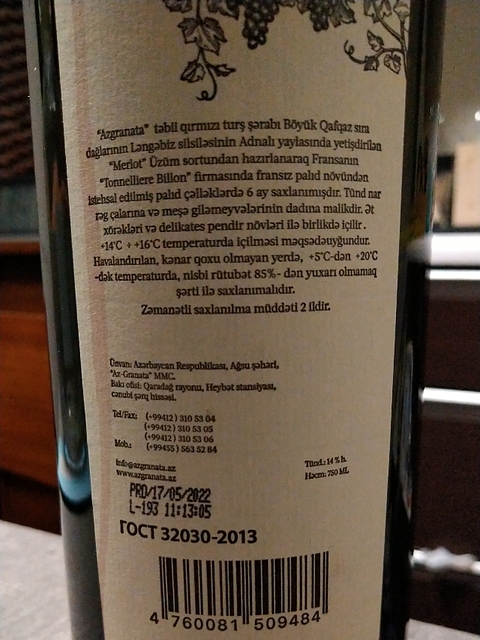 "Azgranata" təbii qırmızı turş şərabı Böyük Qafqaz sıra
dağlarının Ləngəbiz silsiləsinin Adnalı yaylasında yetişdirilən
"Merlot" Üzüm sortundan hazırlanaraq Fransanın
"Tonnelliere Billon" firmasında fransız palıd növündən
istehsal edilmiş palıd çəlləklərdə 6 ay saxlanımışdır. Tünd nar
rəg çalarına və meşə giləmeyvələrinin dadına malikdir. Ət
xörəkləri və delikates pendir növləri ilə birlikdə içilir.
+14°C ÷ +16°C temperaturda içilməsi məqsədəuyğundur.
Havalandırılan, kənar qoxu olmayan yerdə, +5°C-dən +20°C
-dək temperaturda, nisbi rütubət 85%- dən yuxarı olmamaq
şərti ilə saxlanımalıdır.
Zəmanətli saxlanılma müddəti 2 ildir.
Ünvan: Azərbaycan Respublikası, Ağsu şəhəri,
"Az-Granata" MMC.
Bakı ofisi: Qaradağ rayonu, Heybət stansiyası,
cənubi şərq hissəsi.
Tel/Fax: (+99412) 310 53 04
(+99412) 310 53 05
(+99412) 310 53 06
Mob.: (+99455) 563 52 84
info@azgranata.az
www.azgranata.az
Tünd.: 14 % h.
Həcm: 750 ML
PRD/17/05/2022
L-193 11:13:05
ГОСТ 32030-2013
4 760081 509484